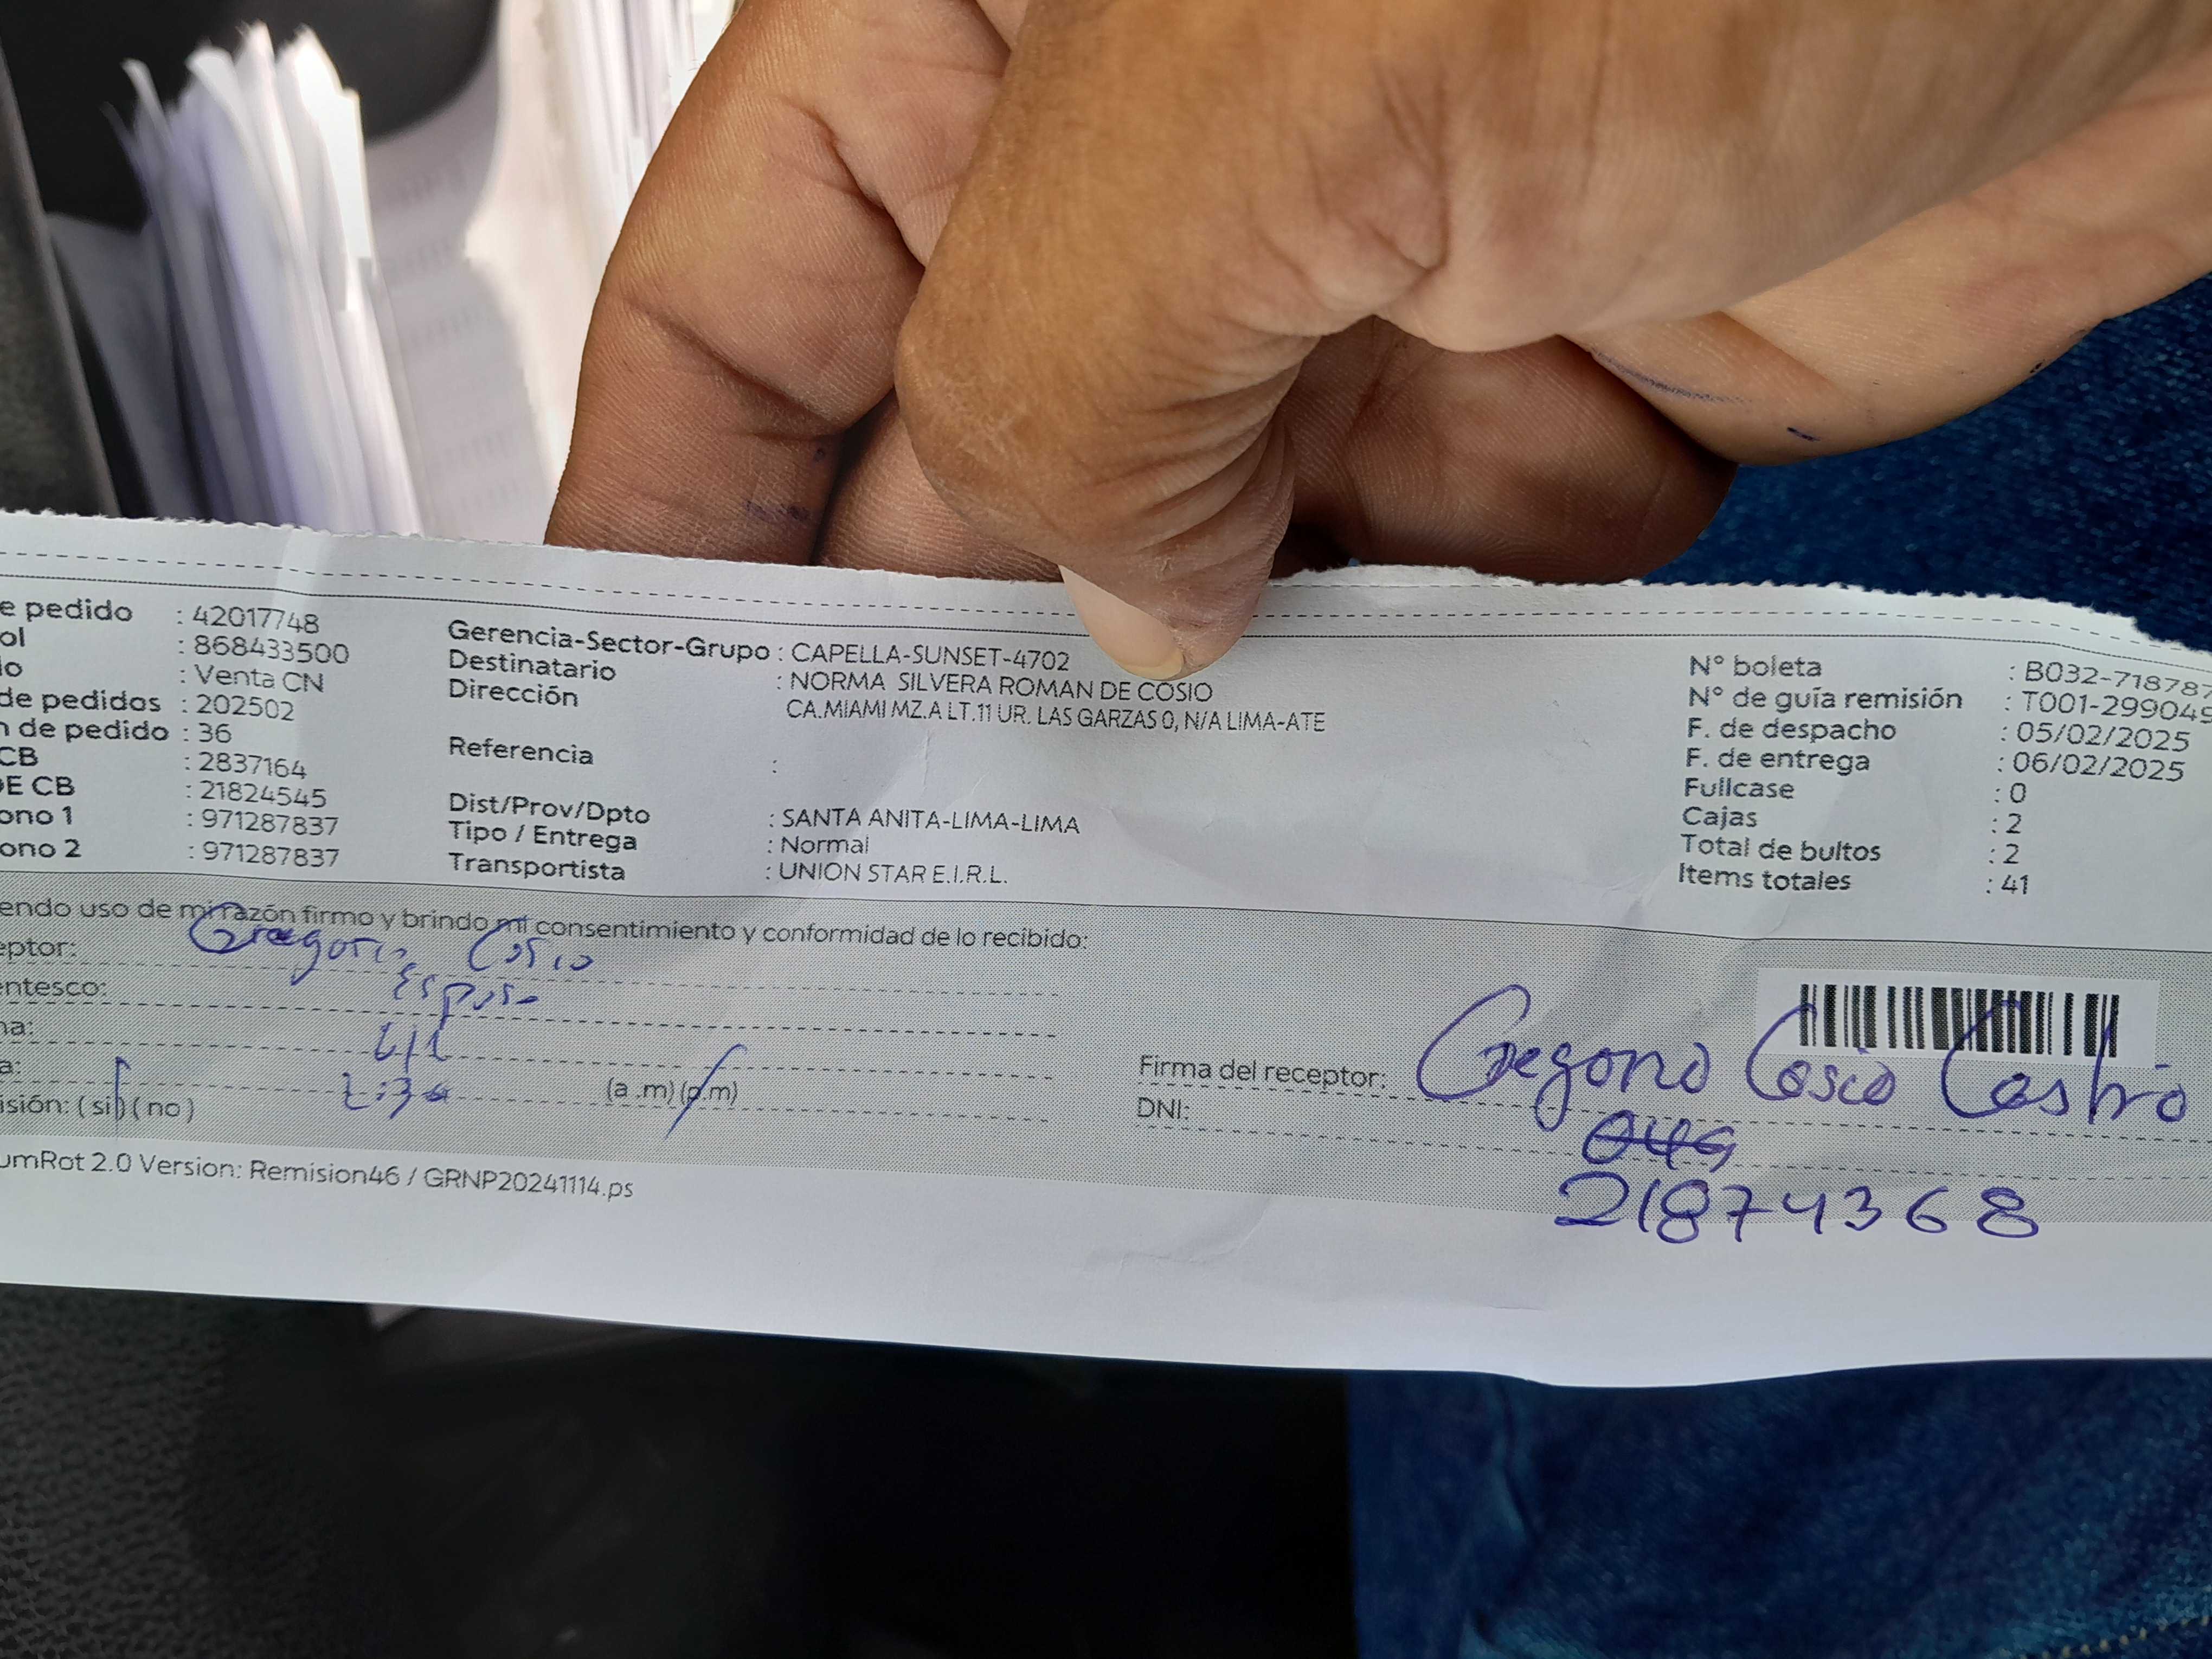 e pedido : 42017748
ol : 868433500
lo : Venta CN
de pedidos : 202502
n de pedido : 36
CB : 2837164
DE CB : 21824545
ono 1 : 971287837
ono 2 : 971287837
Gerencia-Sector-Grupo : CAPELLA-SUNSET-4702
Destinatario : NORMA SILVERA ROMAN DE COSIO
Dirección CA.MIAMI MZ.A LT.11 UR. LAS GARZAS 0, N/A LIMA-ATE
Referencia :
Dist/Prov/Dpto : SANTA ANITA-LIMA-LIMA
Tipo / Entrega : Normal
Transportista : UNION STAR E.I.R.L.
N° boleta : B032-718787
N° de guía remisión : T001-299049
F. de despacho : 05/02/2025
F. de entrega : 06/02/2025
Fullcase : 0
Cajas : 2
Total de bultos : 2
Items totales : 41
endo uso de mi razón firmo y brindo mi consentimiento y conformidad de lo recibido:
eptor: Gregorio Cosio
entesco: Esposo
na:
a: (a .m) (p.m)
isión: ( si ) ( no )
Firma del receptor: Gregorio Cosio Castro
DNI:
21874368
umRot 2.0 Version: Remision46 / GRNP20241114.ps